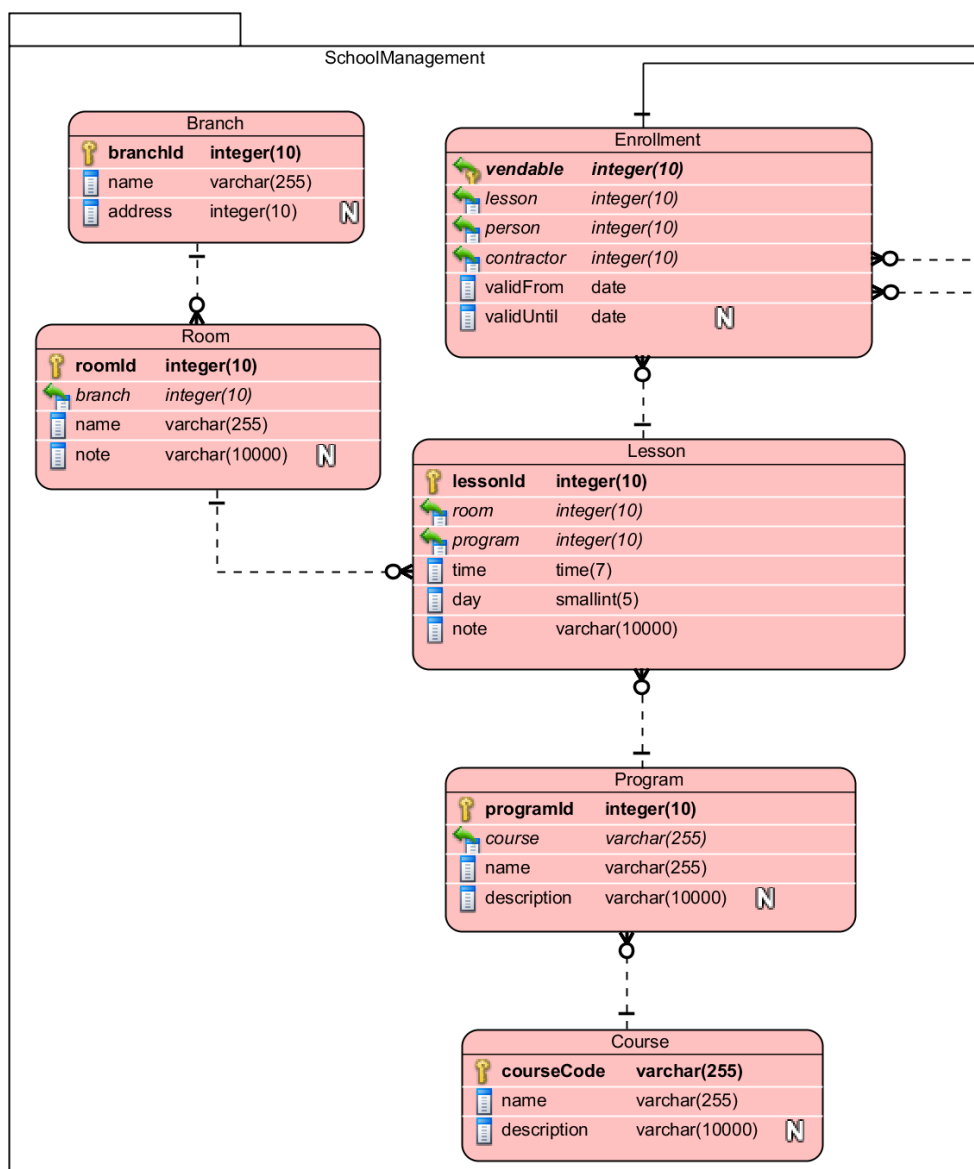 SchoolManagement
Branch
branchId integer(10)
name varchar(255)
address integer(10) N
Enrollment
vendable integer(10)
lesson integer(10)
person integer(10)
contractor integer(10)
validFrom date
validUntil date N
Room
roomId integer(10)
branch integer(10)
name varchar(255)
note varchar(10000) N
Lesson
lessonId integer(10)
room integer(10)
program integer(10)
time time(7)
day smallint(5)
note varchar(10000)
Program
programId integer(10)
course varchar(255)
name varchar(255)
description varchar(10000) N
Course
courseCode varchar(255)
name varchar(255)
description varchar(10000) N